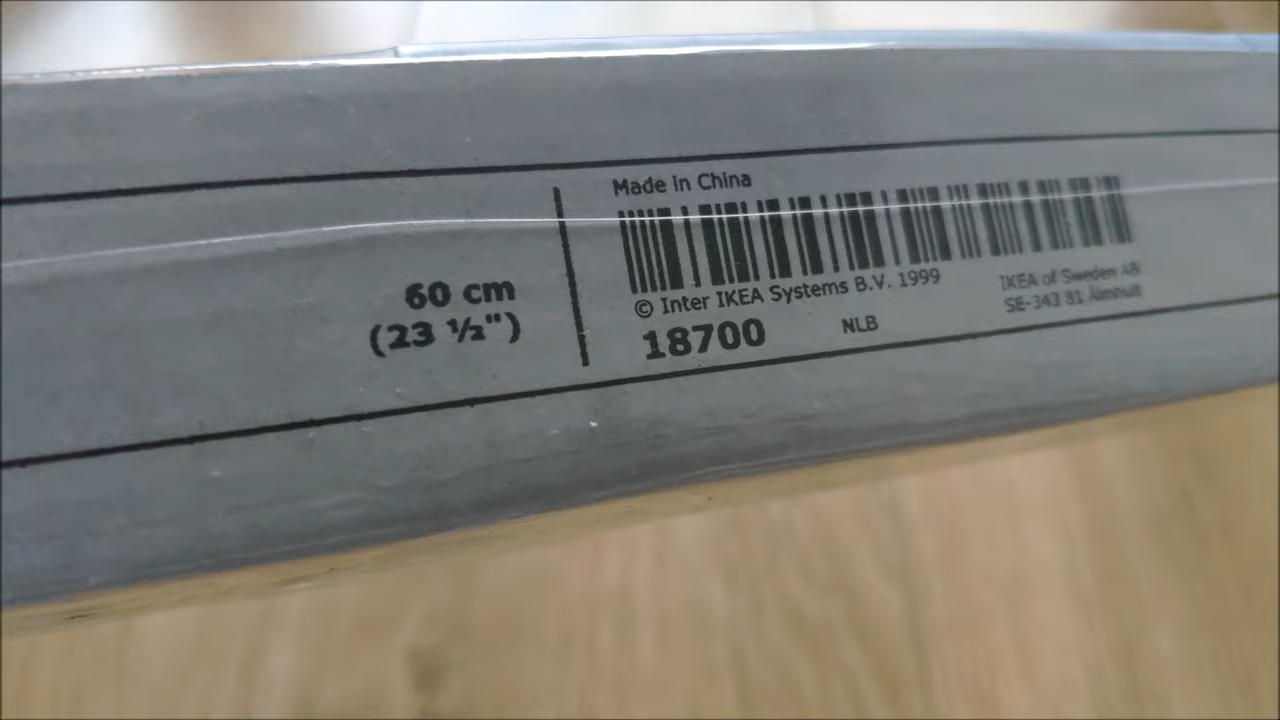 60 cm
(23 ½")
Made in China
© Inter IKEA Systems B.V. 1999
18700
NLB
IKEA of Sweden AB
SE-343 81 Älmhult